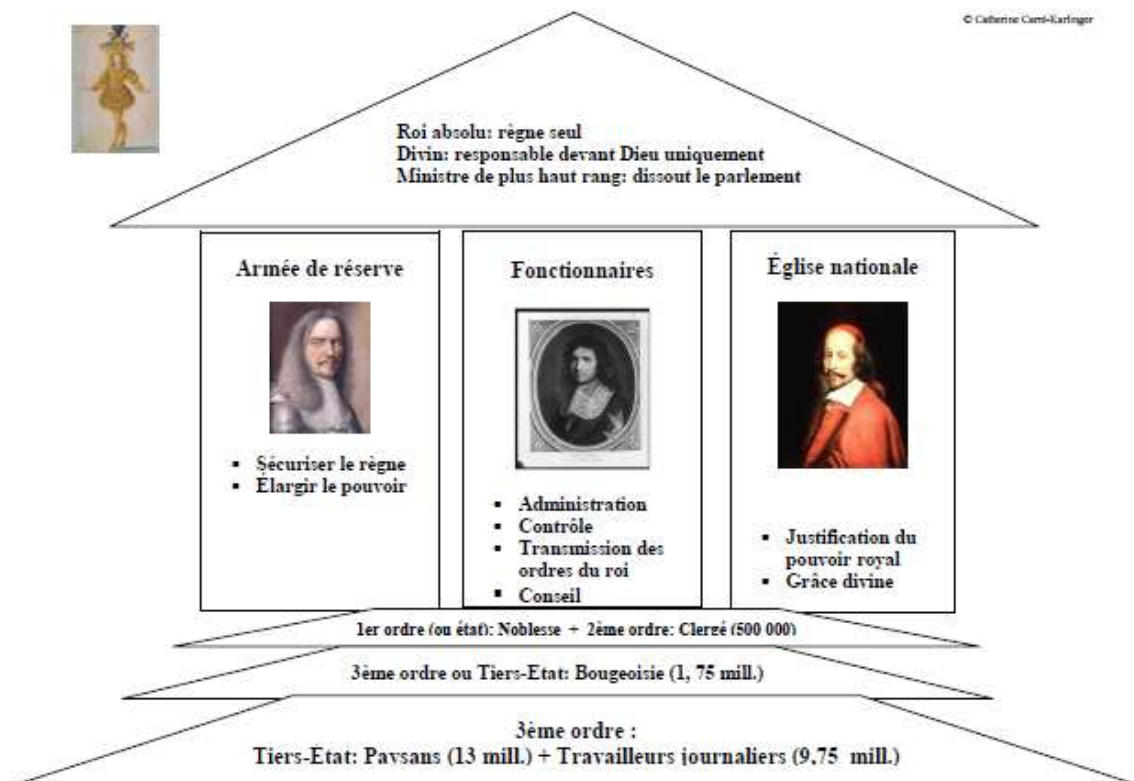 © Catherine Carré-Karlinger
Roi absolu: règne seul
Divin: responsable devant Dieu uniquement
Ministre de plus haut rang: dissout le parlement
Armée de réserve
▪ Sécuriser le règne
▪ Élargir le pouvoir
Fonctionnaires
▪ Administration
▪ Contrôle
▪ Transmission des
ordres du roi
▪ Conseil
Église nationale
▪ Justification du
pouvoir royal
▪ Grâce divine
1er ordre (ou état): Noblesse + 2ème ordre: Clergé (500 000)
3ème ordre ou Tiers-Etat: Bougeoisie (1, 75 mill.)
3ème ordre :
Tiers-État: Paysans (13 mill.) + Travailleurs journaliers (9,75 mill.)